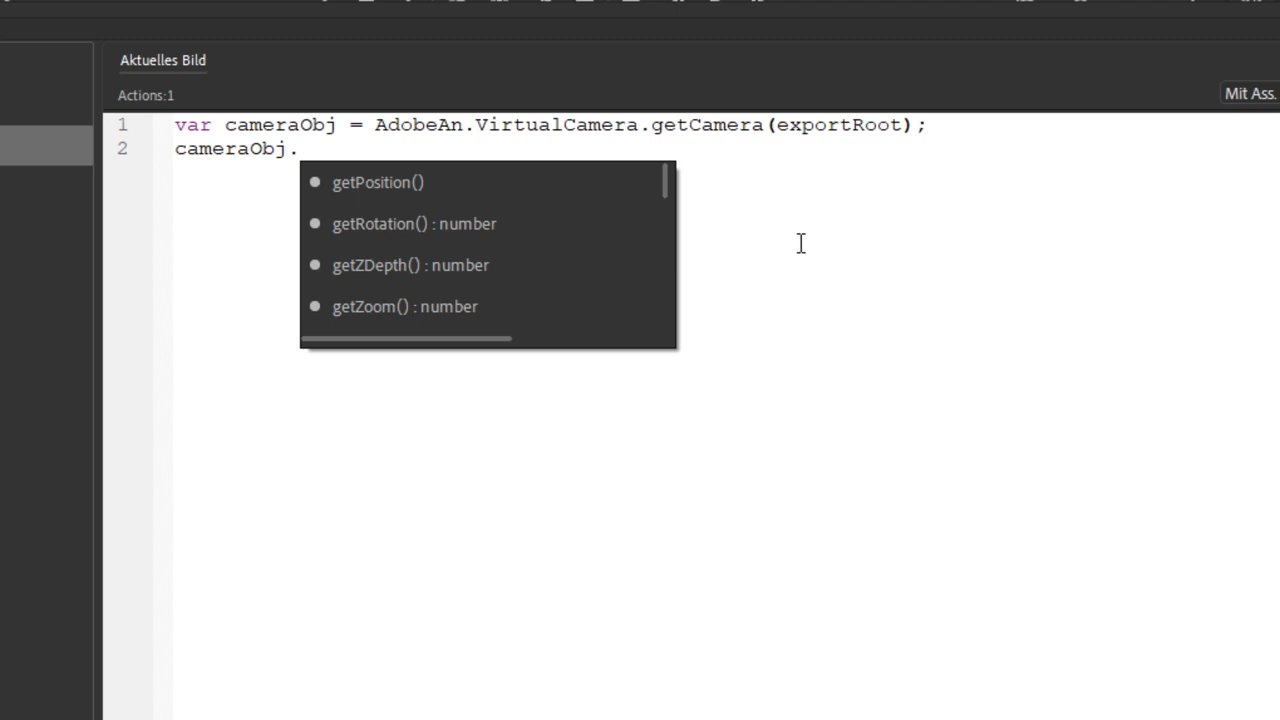 Aktuelles Bild
Actions:1
Mit Ass.
1 var cameraObj = AdobeAn.VirtualCamera.getCamera(exportRoot);
2 cameraObj.
getPosition()
getRotation() : number
getZDepth() : number
getZoom() : number